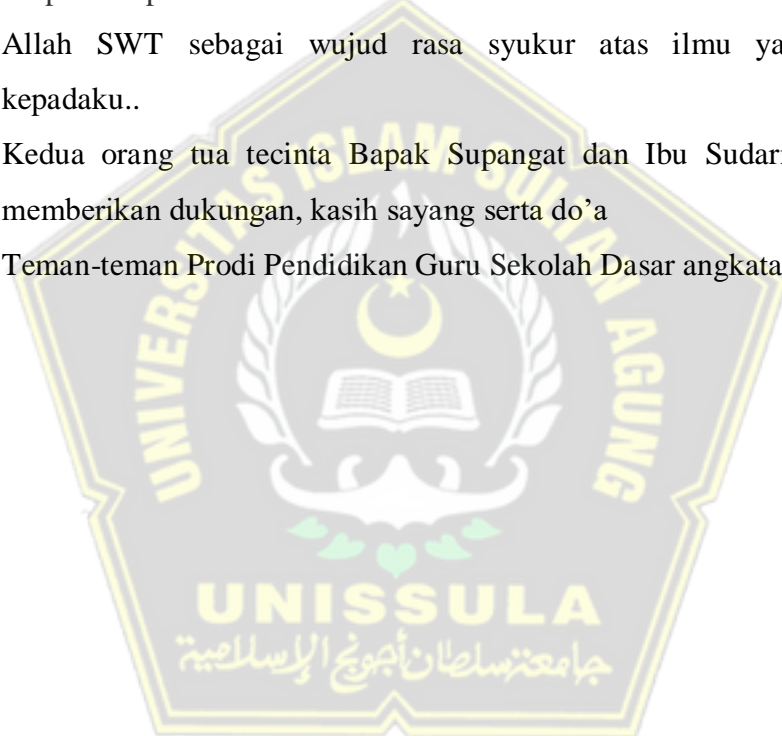 Allah SWT sebagai wujud rasa syukur atas ilmu
kepadaku..
Kedua orang tua tecinta Bapak Supangat dan Ibu
memberikan dukungan, kasih sayang serta do’a
Teman-teman Prodi Pendidikan Guru Sekolah Dasar angkata
UNIVERSITAS ISLAM SULTAN AGUNG
UNISSULA
جامعة سلطان أجونج الإسلامية